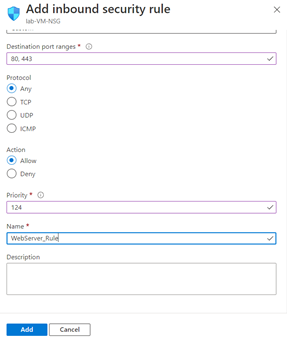 Add inbound security rule
lab-VM-NSG
Destination port ranges *
80, 443
Protocol
Any
TCP
UDP
ICMP
Action
Allow
Deny
Priority *
124
Name *
WebServer_Rule
Description
Add
Cancel